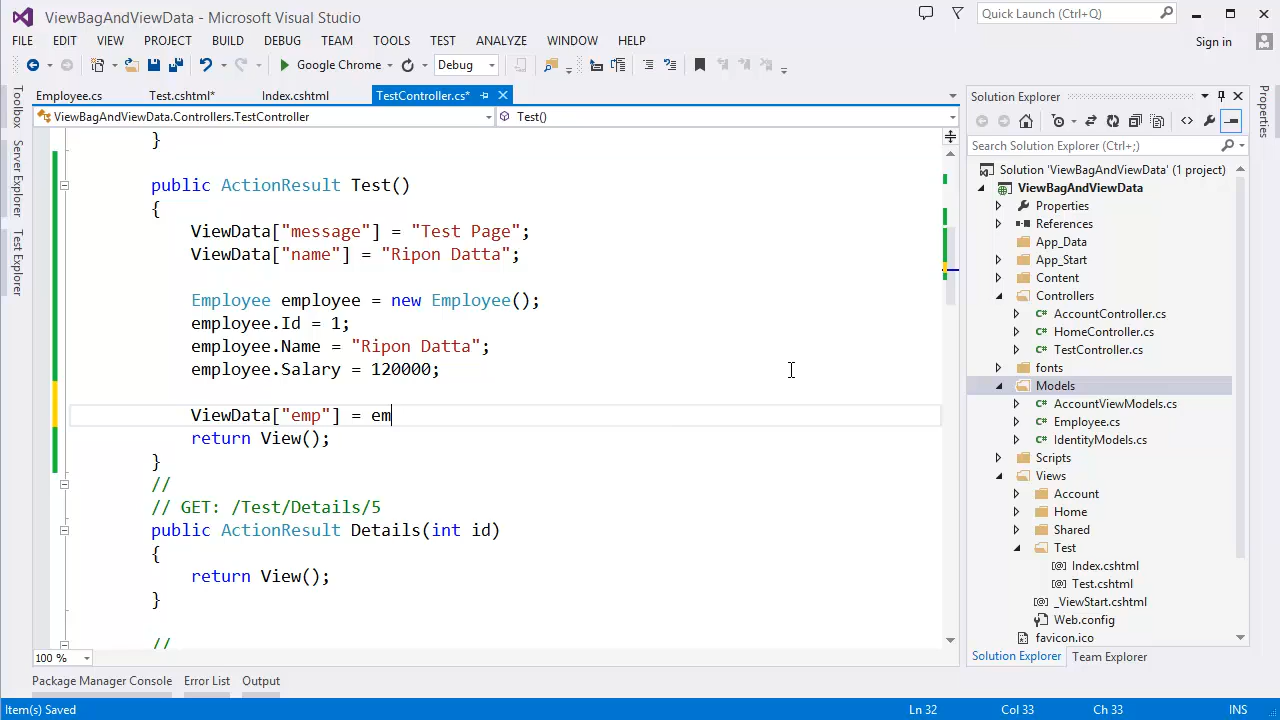 ViewBagAndViewData - Microsoft Visual Studio
Quick Launch (Ctrl+Q)
FILE EDIT VIEW PROJECT BUILD DEBUG TEAM TOOLS TEST ANALYZE WINDOW HELP
Sign in
Google Chrome Debug
Toolbox
Server Explorer
Test Explorer
Employee.cs Test.cshtml* Index.cshtml TestController.cs*
ViewBagAndViewData.Controllers.TestController Test()
}
public ActionResult Test()
{
ViewData["message"] = "Test Page";
ViewData["name"] = "Ripon Datta";
Employee employee = new Employee();
employee.Id = 1;
employee.Name = "Ripon Datta";
employee.Salary = 120000;
ViewData["emp"] = em
return View();
}
//
// GET: /Test/Details/5
public ActionResult Details(int id)
{
return View();
}
//
100 %
Solution Explorer
Search Solution Explorer (Ctrl+;)
Solution 'ViewBagAndViewData' (1 project)
ViewBagAndViewData
Properties
References
App_Data
App_Start
Content
Controllers
AccountController.cs
HomeController.cs
TestController.cs
fonts
Models
AccountViewModels.cs
Employee.cs
IdentityModels.cs
Scripts
Views
Account
Home
Shared
Test
Index.cshtml
Test.cshtml
_ViewStart.cshtml
Web.config
favicon.ico
Solution Explorer Team Explorer
Properties
Package Manager Console Error List Output
Item(s) Saved Ln 32 Col 33 Ch 33 INS